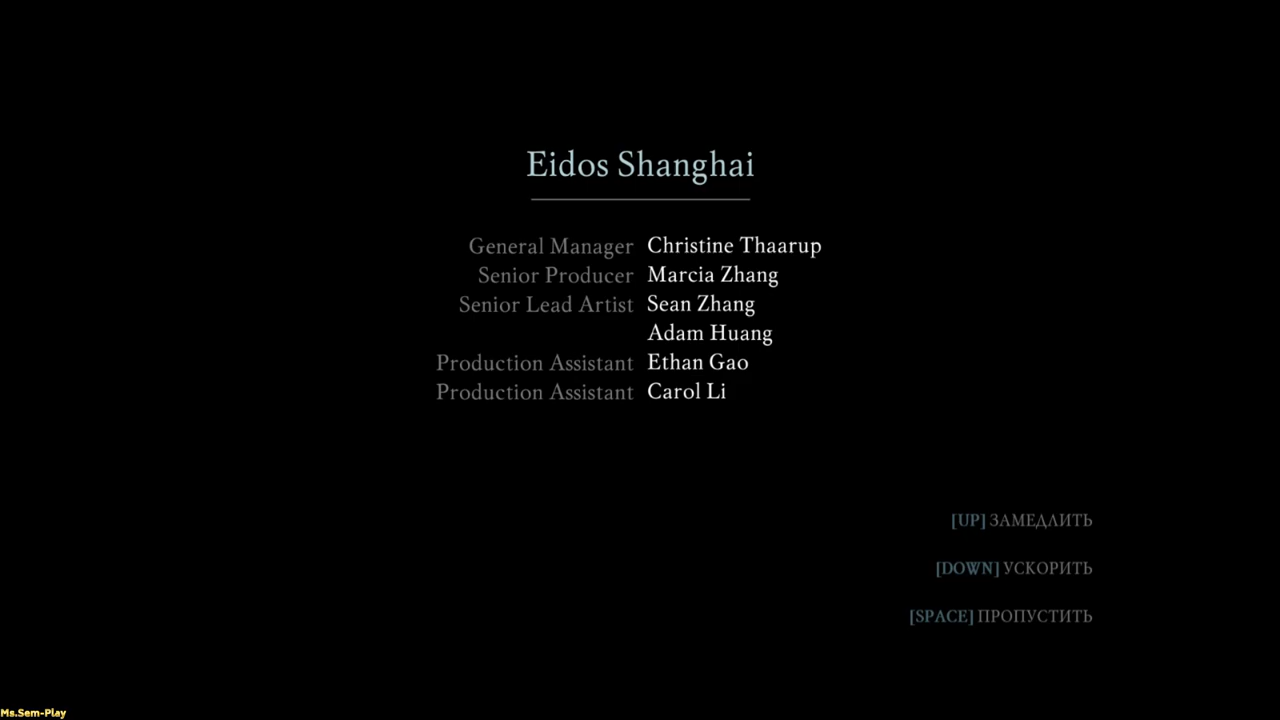 Eidos Shanghai
General Manager Christine Thaarup
Senior Producer Marcia Zhang
Senior Lead Artist Sean Zhang
Adam Huang
Production Assistant Ethan Gao
Production Assistant Carol Li
[UP] ЗАМЕДЛИТЬ
[DOWN] УСКОРИТЬ
[SPACE] ПРОПУСТИТЬ
Ms.Sem-Play